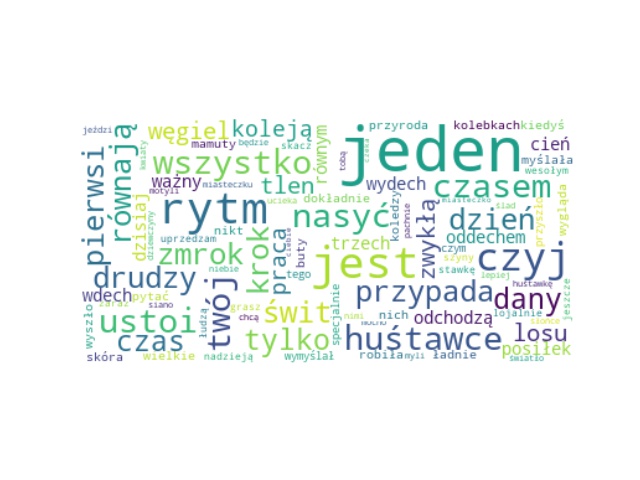 jeździ
pierwsi
równają
węgiel
koleją
przyroda
kolebkach
kiedyś
mamuty
będzie
skacz
równym
tobą
jeden
cień
myślała
wesołym
kwiaty
wszystko
ważny
miasteczku
motyli
tlen
wydech
czasem
dokładnie
ucieka
rytm
nasyć
koledzy
pachnie
zwykłą
miasteczko
ślad
dzień
przyszło
wygląda
dzisiaj
dziewczyny
nikt
uprzedzam
zmrok
krok
praca
ciebie
buty
trzech
oddechem
czym
jest
szyny
czyj
stawkę
lepiej
niebie
tego
drudzy
wdech
pytać
zaraz
siano
twój
przypada
dany
huśtawkę
jeszcze
wyszło
ustoi
łudzą
grasz
chcą
świt
specjalnie
nimi
nich
odchodzą
lojalnie
słońce
mocno
czas
tylko
huśtawce
losu
posiłek
skóra
wielkie
nadzieją
wymyślał
robiła
myli
ładnie
światło